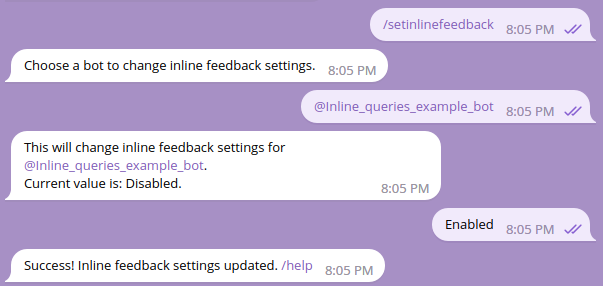 /setinlinefeedback 8:05 PM
Choose a bot to change inline feedback settings. 8:05 PM
@Inline_queries_example_bot 8:05 PM
This will change inline feedback settings for
@Inline_queries_example_bot.
Current value is: Disabled. 8:05 PM
Enabled 8:05 PM
Success! Inline feedback settings updated. /help 8:05 PM